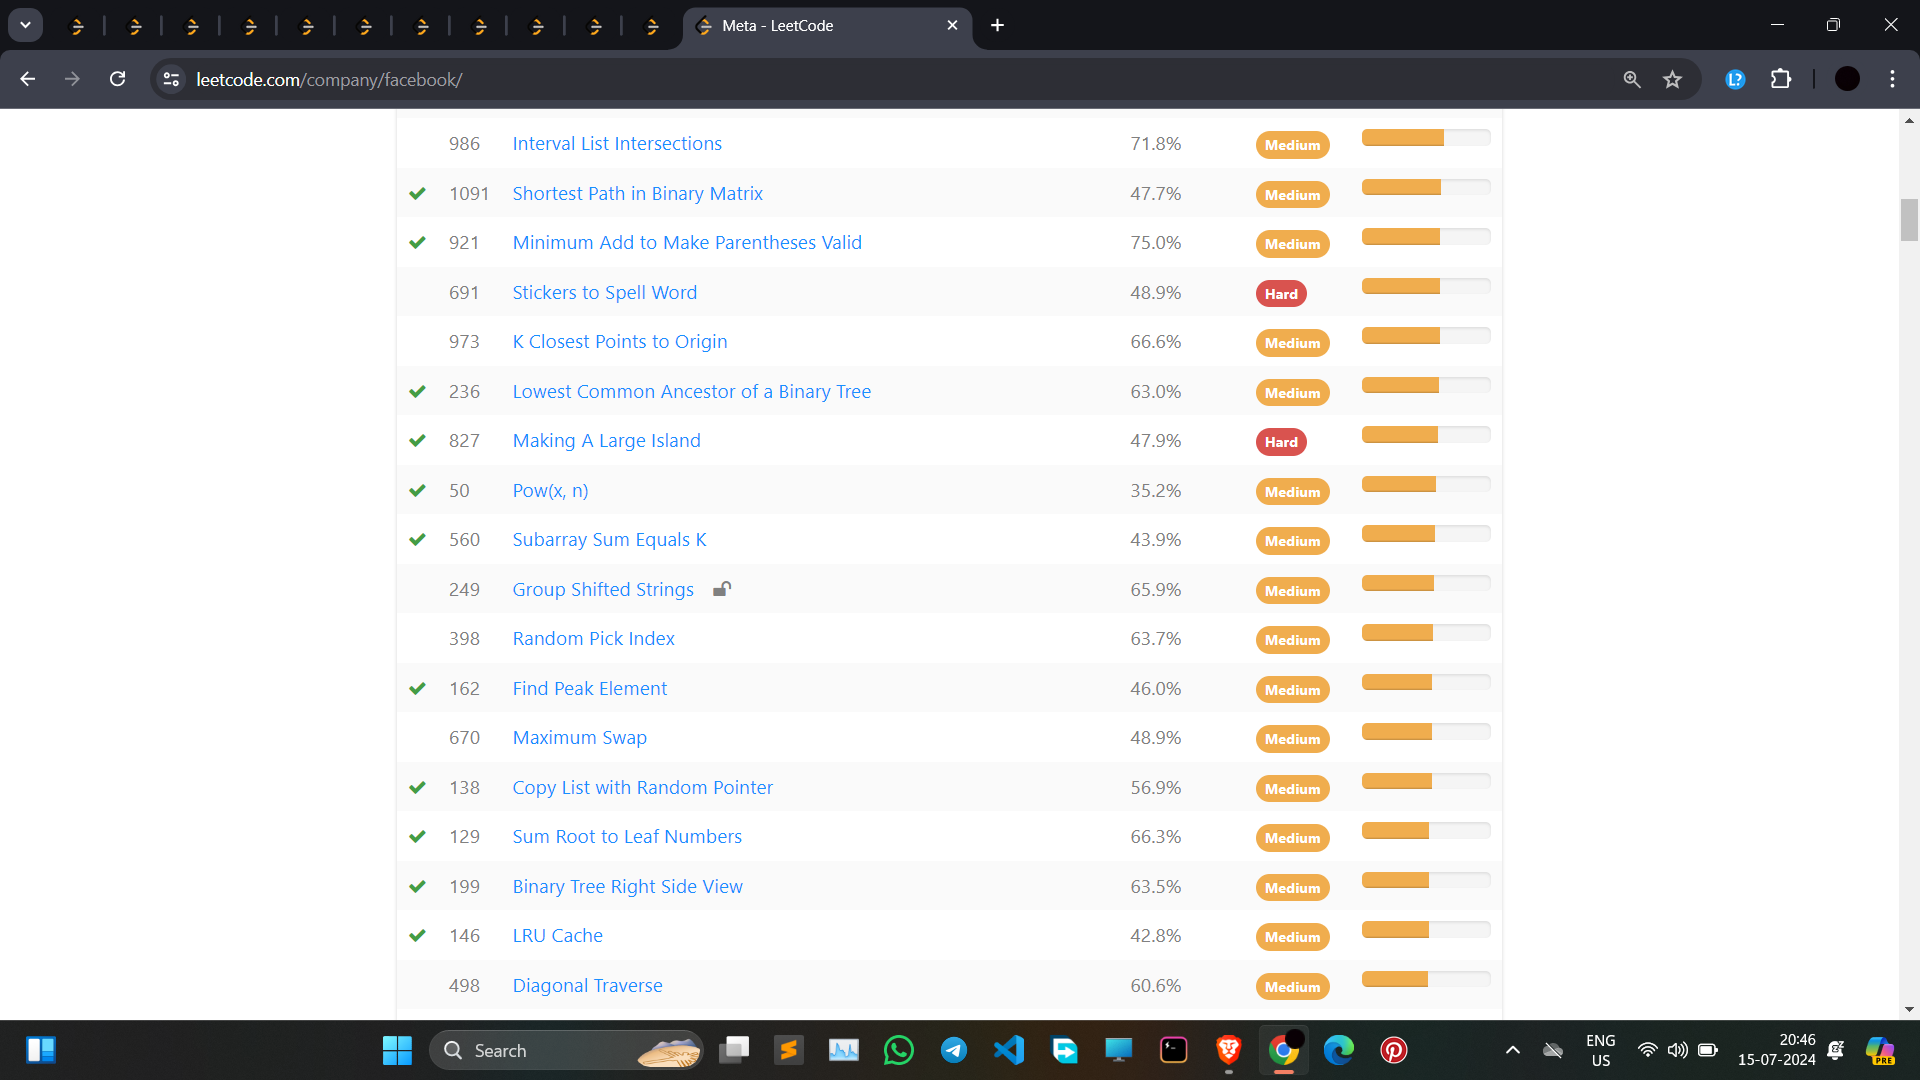 Meta - LeetCode
leetcode.com/company/facebook/
986 Interval List Intersections 71.8% Medium
1091 Shortest Path in Binary Matrix 47.7% Medium
921 Minimum Add to Make Parentheses Valid 75.0% Medium
691 Stickers to Spell Word 48.9% Hard
973 K Closest Points to Origin 66.6% Medium
236 Lowest Common Ancestor of a Binary Tree 63.0% Medium
827 Making A Large Island 47.9% Hard
50 Pow(x, n) 35.2% Medium
560 Subarray Sum Equals K 43.9% Medium
249 Group Shifted Strings 65.9% Medium
398 Random Pick Index 63.7% Medium
162 Find Peak Element 46.0% Medium
670 Maximum Swap 48.9% Medium
138 Copy List with Random Pointer 56.9% Medium
129 Sum Root to Leaf Numbers 66.3% Medium
199 Binary Tree Right Side View 63.5% Medium
146 LRU Cache 42.8% Medium
498 Diagonal Traverse 60.6% Medium
Search
ENG
US
20:46
15-07-2024
PRE